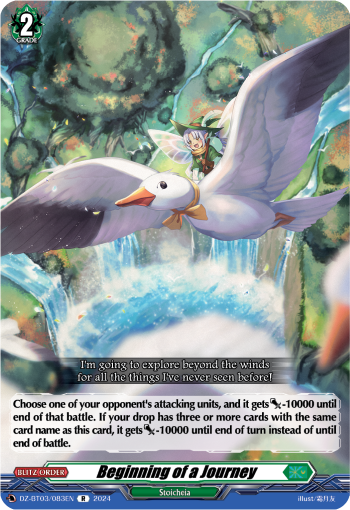 2
GRADE
I'm going to explore beyond the winds
for all the things I've never seen before!
Choose one of your opponent's attacking units, and it gets -10000 until
end of that battle. If your drop has three or more cards with the same
card name as this card, it gets -10000 until end of turn instead of until
end of battle.
BLITZ ORDER
Beginning of a Journey
Stoicheia
DZ-BT03/083EN R 2024
illust/霜月友